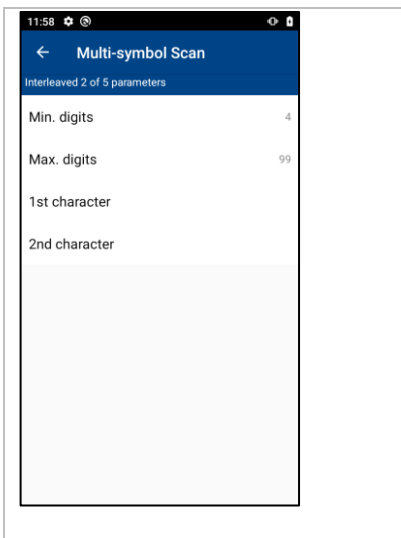 11:58
Multi-symbol Scan
Interleaved 2 of 5 parameters
Min. digits 4
Max. digits 99
1st character
2nd character